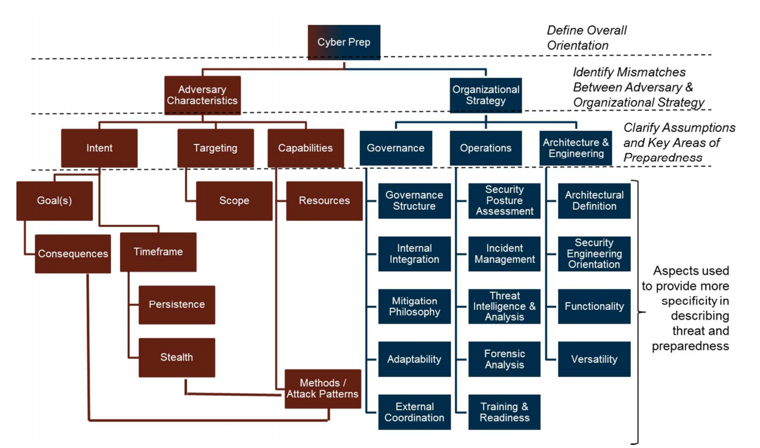 Cyber Prep
Define Overall
Orientation
Adversary
Characteristics
Organizational
Strategy
Identify Mismatches
Between Adversary &
Organizational Strategy
Intent
Targeting
Capabilities
Governance
Operations
Architecture &
Engineering
Clarify Assumptions
and Key Areas of
Preparedness
Goal(s)
Scope
Resources
Governance
Structure
Security
Posture
Assessment
Architectural
Definition
Consequences
Timeframe
Internal
Integration
Incident
Management
Security
Engineering
Orientation
Persistence
Mitigation
Philosophy
Threat
Intelligence &
Analysis
Functionality
Stealth
Adaptability
Forensic
Analysis
Versatility
Methods /
Attack Patterns
External
Coordination
Training &
Readiness
Aspects used
to provide more
specificity in
describing
threat and
preparedness